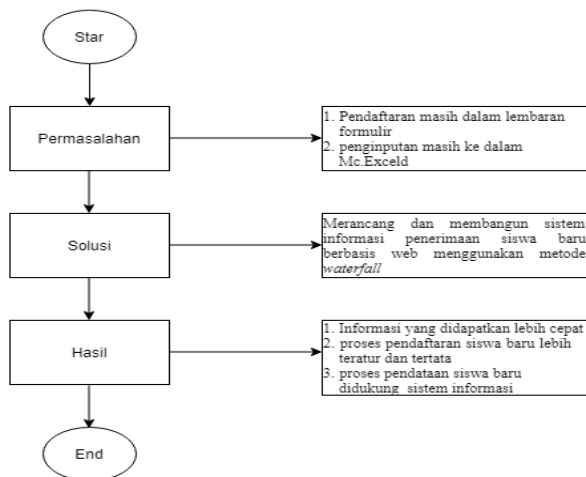 Star
Permasalahan
1. Pendaftaran masih dalam lembaran
formulir
2. penginputan masih ke dalam
Mc.Exceld
Solusi
Merancang dan membangun sistem
informasi penerimaan siswa baru
berbasis web menggunakan metode
waterfall
Hasil
1. Informasi yang didapatkan lebih cepat
2. proses pendaftaran siswa baru lebih
teratur dan tertata
3. proses pendataan siswa baru
didukung sistem informasi
End